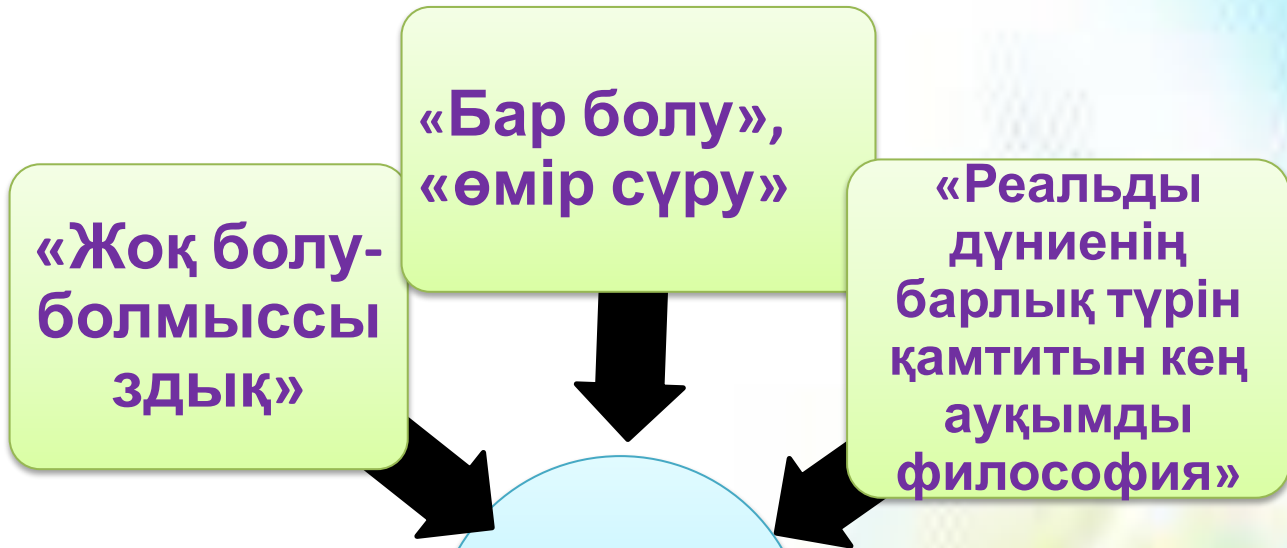 «Жоқ болу-
болмыссы
здық»
«Бар болу»,
«өмір сүру»
«Реальды
дүниенің
барлық түрін
қамтитын кең
ауқымды
философия»